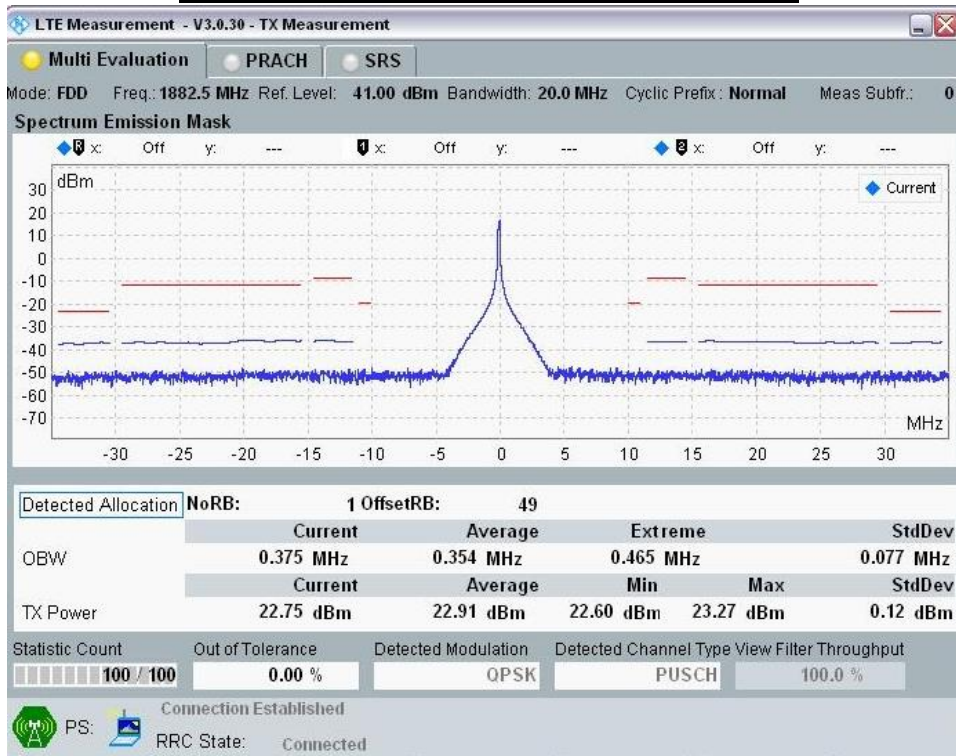 LTE Measurement - V3.0.30 - TX Measurement
Multi Evaluation PRACH SRS
Mode: FDD Freq.: 1882.5 MHz Ref. Level: 41.00 dBm Bandwidth: 20.0 MHz Cyclic Prefix: Normal Meas Subfr.: 0
Spectrum Emission Mask
R x: Off y: --- 1 x: Off y: --- 2 x: Off y: ---
dBm
Current
30
20
10
0
-10
-20
-30
-40
-50
-60
-70
MHz
-30 -25 -20 -15 -10 -5 0 5 10 15 20 25 30
Detected Allocation NoRB: 1 OffsetRB: 49
Current Average Extreme StdDev
OBW 0.375 MHz 0.354 MHz 0.465 MHz 0.077 MHz
Current Average Min Max StdDev
TX Power 22.75 dBm 22.91 dBm 22.60 dBm 23.27 dBm 0.12 dBm
Statistic Count Out of Tolerance Detected Modulation Detected Channel Type View Filter Throughput
100 / 100 0.00 % QPSK PUSCH 100.0 %
Connection Established
PS:
RRC State: Connected